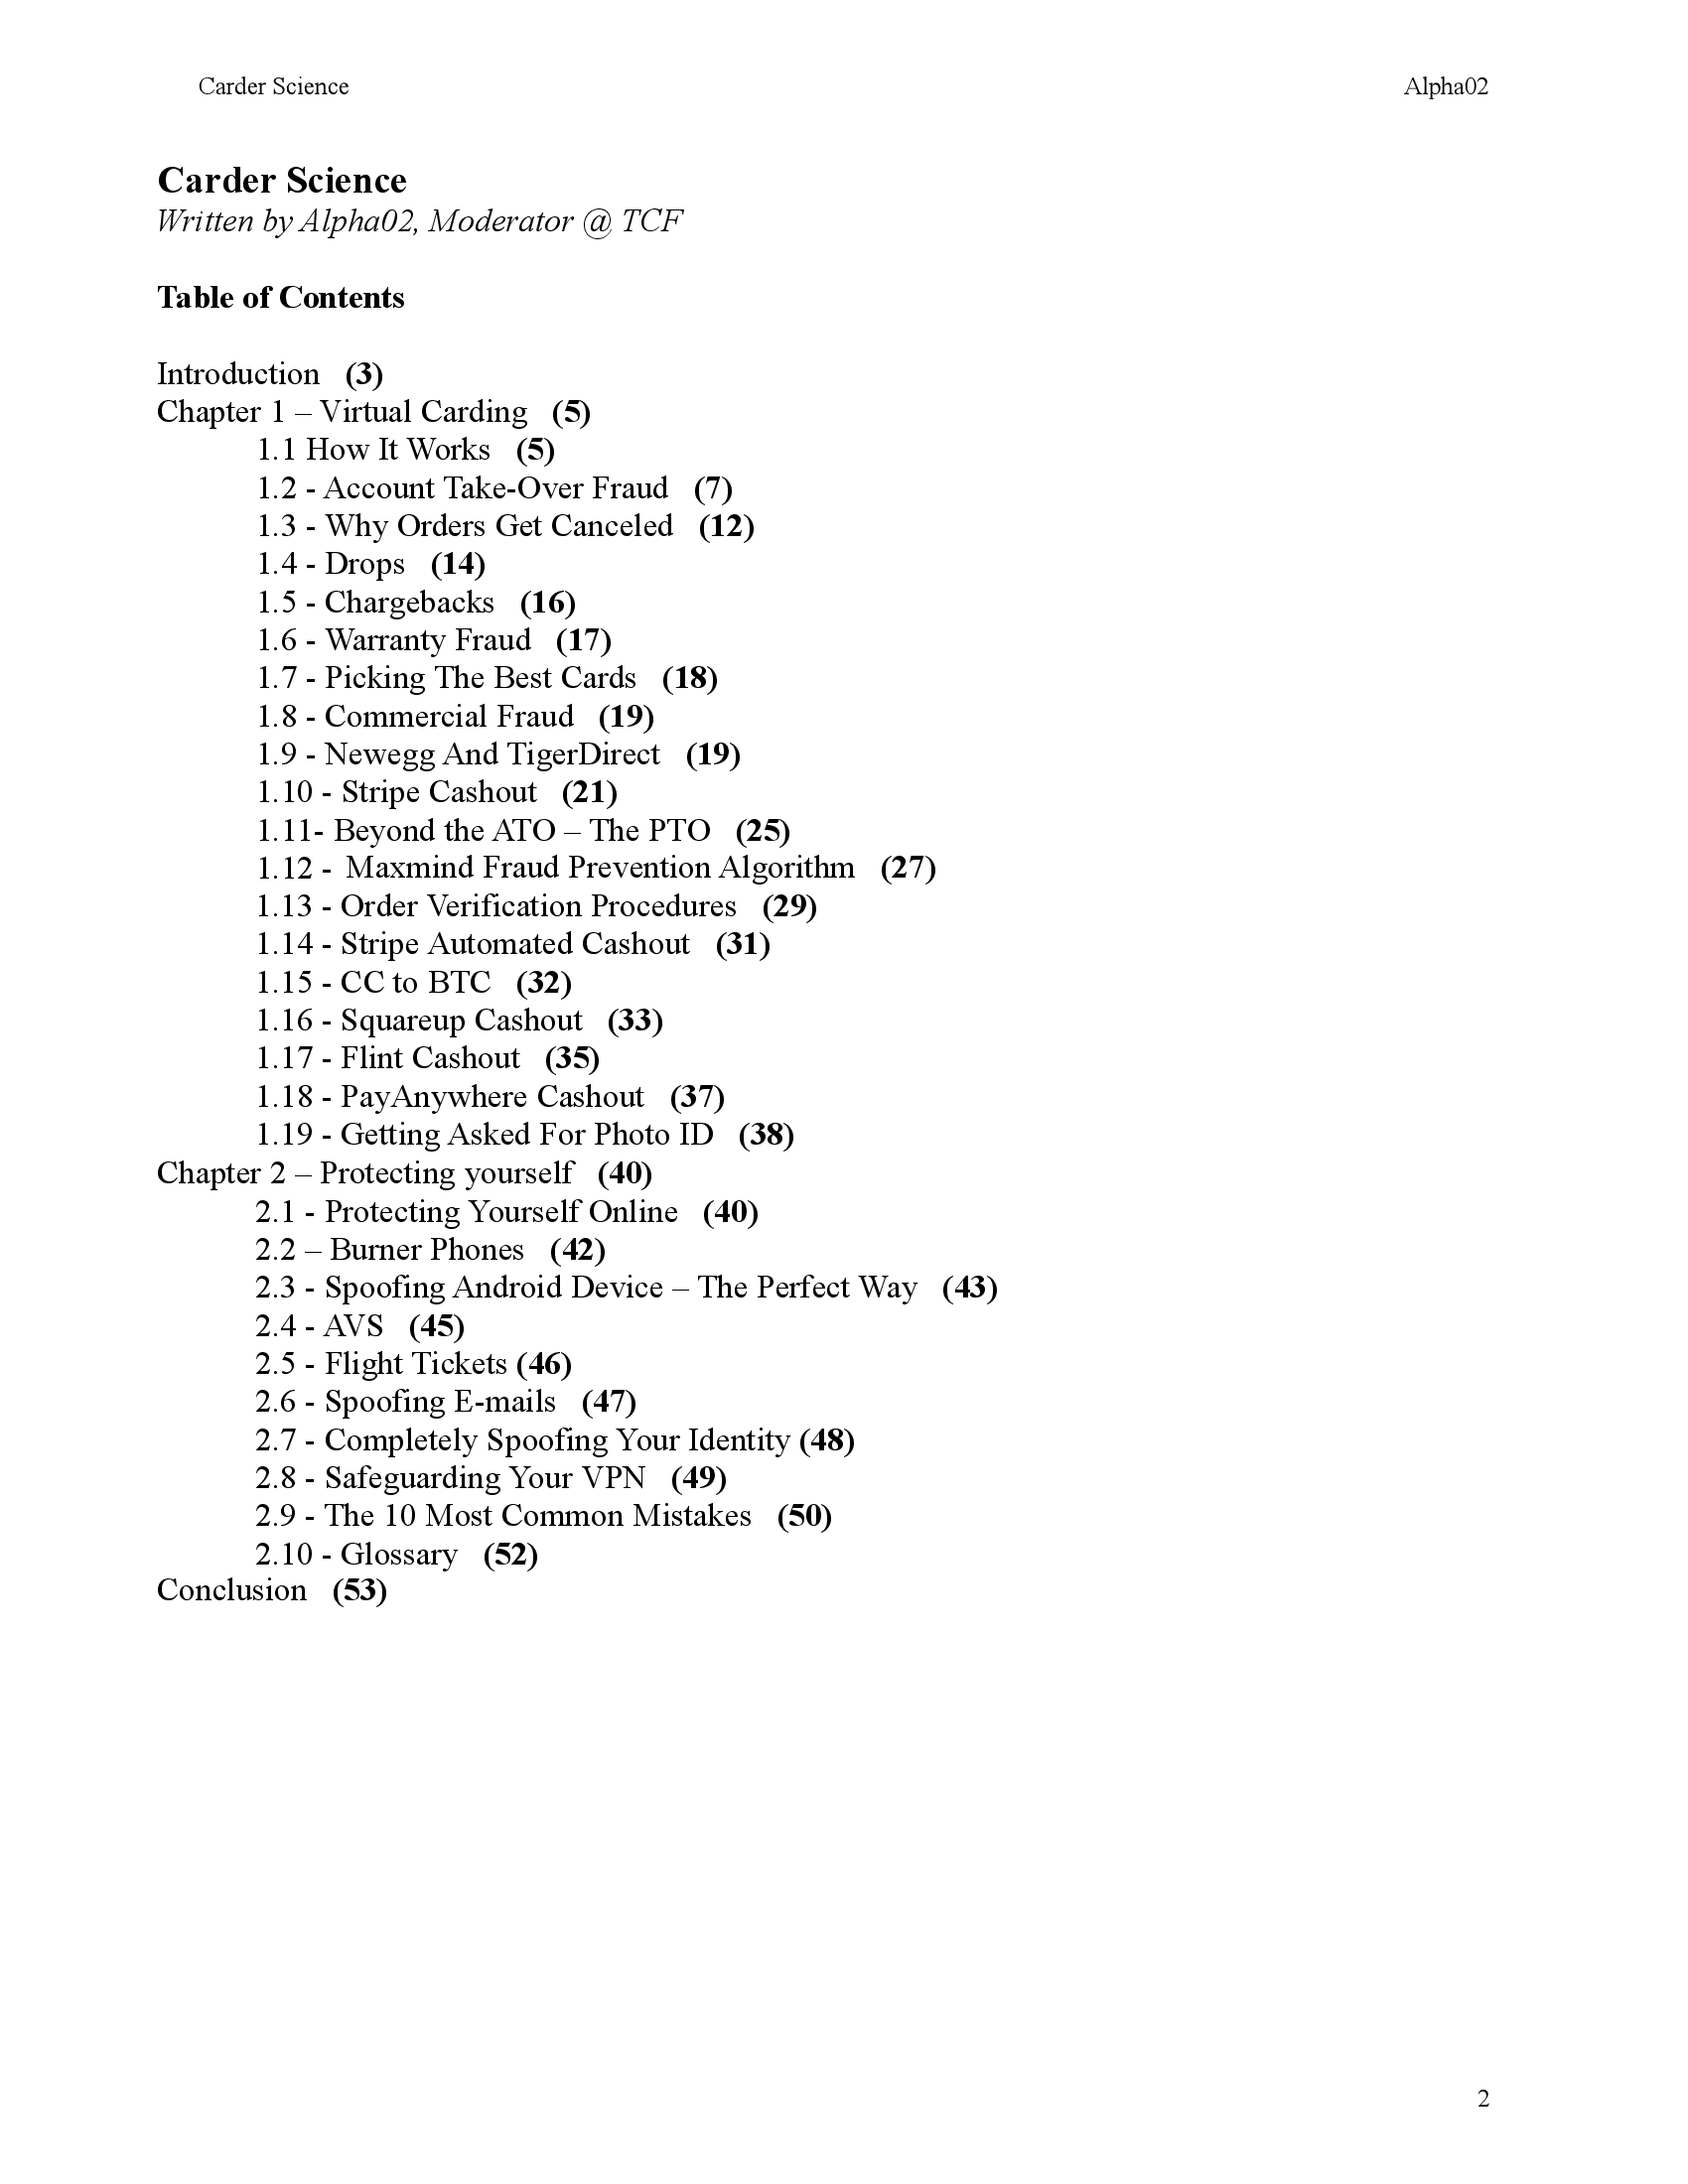 Carder Science Alpha02
Carder Science
Written by Alpha02, Moderator @ TCF
Table of Contents
Introduction (3)
Chapter 1 – Virtual Carding (5)
1.1 How It Works (5)
1.2 - Account Take-Over Fraud (7)
1.3 - Why Orders Get Canceled (12)
1.4 - Drops (14)
1.5 - Chargebacks (16)
1.6 - Warranty Fraud (17)
1.7 - Picking The Best Cards (18)
1.8 - Commercial Fraud (19)
1.9 - Newegg And TigerDirect (19)
1.10 - Stripe Cashout (21)
1.11- Beyond the ATO – The PTO (25)
1.12 - Maxmind Fraud Prevention Algorithm (27)
1.13 - Order Verification Procedures (29)
1.14 - Stripe Automated Cashout (31)
1.15 - CC to BTC (32)
1.16 - Squareup Cashout (33)
1.17 - Flint Cashout (35)
1.18 - PayAnywhere Cashout (37)
1.19 - Getting Asked For Photo ID (38)
Chapter 2 – Protecting yourself (40)
2.1 - Protecting Yourself Online (40)
2.2 – Burner Phones (42)
2.3 - Spoofing Android Device – The Perfect Way (43)
2.4 - AVS (45)
2.5 - Flight Tickets (46)
2.6 - Spoofing E-mails (47)
2.7 - Completely Spoofing Your Identity (48)
2.8 - Safeguarding Your VPN (49)
2.9 - The 10 Most Common Mistakes (50)
2.10 - Glossary (52)
Conclusion (53)
2